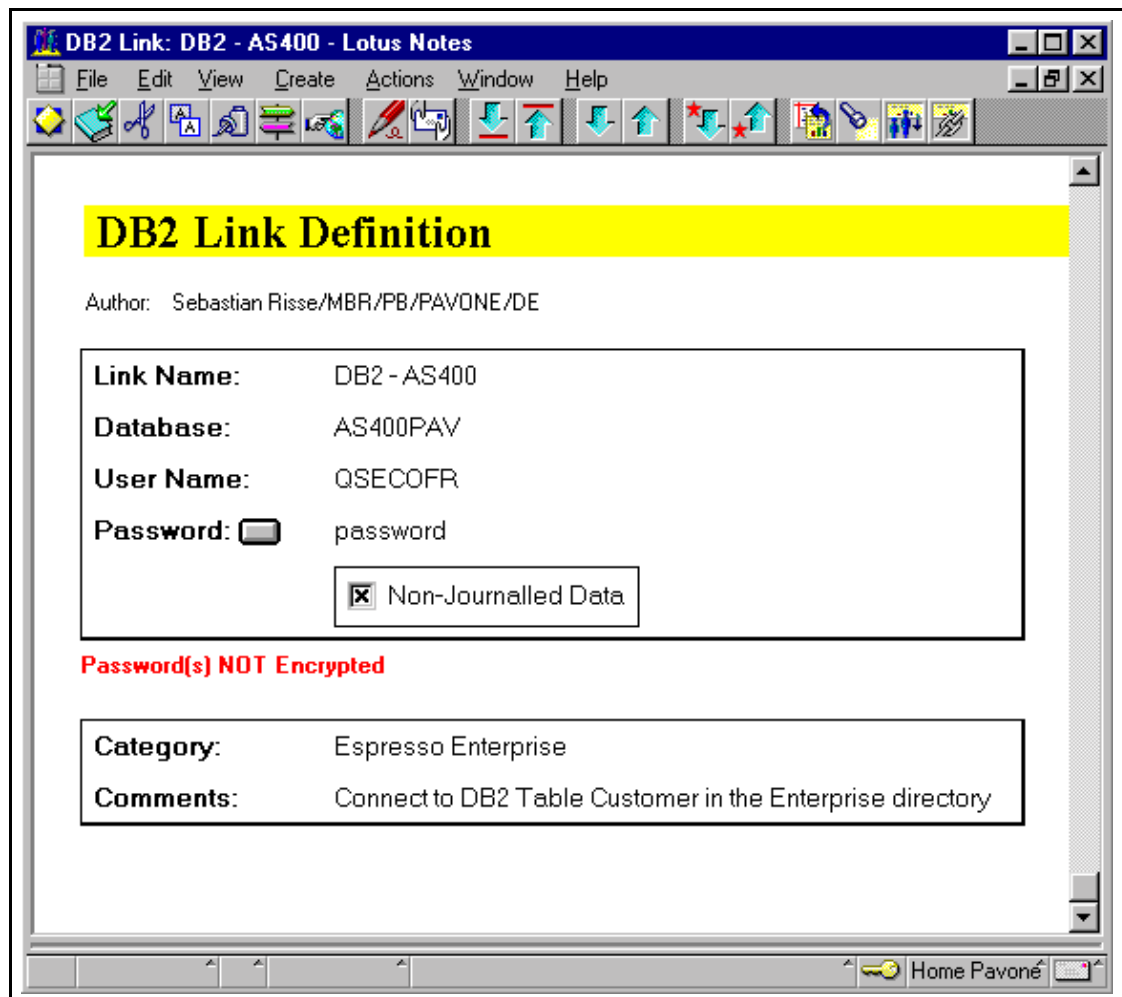 DB2 Link: DB2 - AS400 - Lotus Notes
File Edit View Create Actions Window Help
DB2 Link Definition
Author: Sebastian Risse/MBR/PB/PAVONE/DE
Link Name: DB2 - AS400
Database: AS400PAV
User Name: QSECOFR
Password: password
Non-Journalled Data
Password(s) NOT Encrypted
Category: Espresso Enterprise
Comments: Connect to DB2 Table Customer in the Enterprise directory
Home Pavone